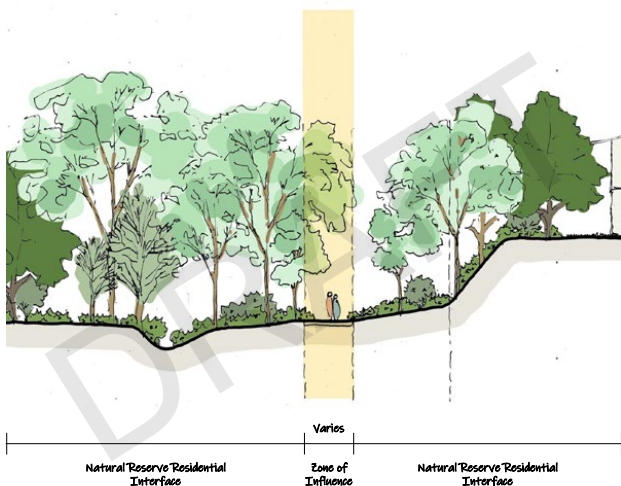 DRAFT
Varies
Natural Reserve Residential
Interface
Zone of
Influence
Natural Reserve Residential
Interface